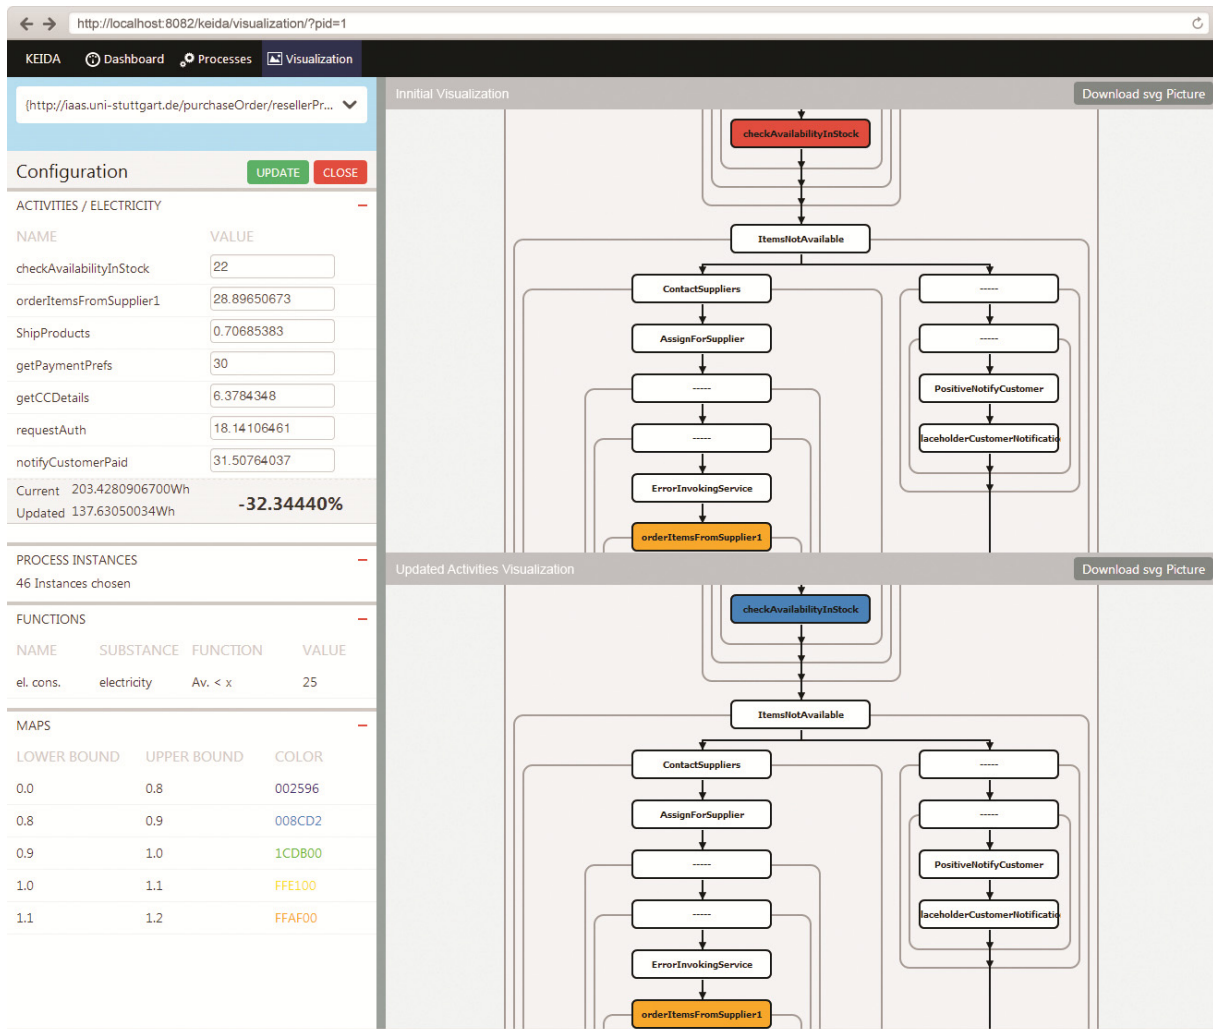 http://localhost:8082/keida/visualization/?pid=1
KEIDA Dashboard Processes Visualization
{http://iaas.uni-stuttgart.de/purchaseOrder/resellerPr...
Configuration UPDATE CLOSE
ACTIVITIES / ELECTRICITY
NAME VALUE
checkAvailabilityInStock 22
orderItemsFromSupplier1 28.89650673
ShipProducts 0.70685383
getPaymentPrefs 30
getCCDetails 6.3784348
requestAuth 18.14106461
notifyCustomerPaid 31.50764037
Current 203.4280906700Wh
Updated 137.63050034Wh
-32.34440%
PROCESS INSTANCES
46 Instances chosen
FUNCTIONS
NAME SUBSTANCE FUNCTION VALUE
el. cons. electricity Av. < x 25
MAPS
LOWER BOUND UPPER BOUND COLOR
0.0 0.8 002596
0.8 0.9 008CD2
0.9 1.0 1CDB00
1.0 1.1 FFE100
1.1 1.2 FFAF00
Innitial Visualization Download svg Picture
checkAvailabilityInStock
ItemsNotAvailable
ContactSuppliers -----
AssignForSupplier -----
----- PositiveNotifyCustomer
----- laceholderCustomerNotificatio
ErrorInvokingService
orderItemsFromSupplier1
Updated Activities Visualization Download svg Picture
checkAvailabilityInStock
ItemsNotAvailable
ContactSuppliers -----
AssignForSupplier -----
----- PositiveNotifyCustomer
----- laceholderCustomerNotificatio
ErrorInvokingService
orderItemsFromSupplier1